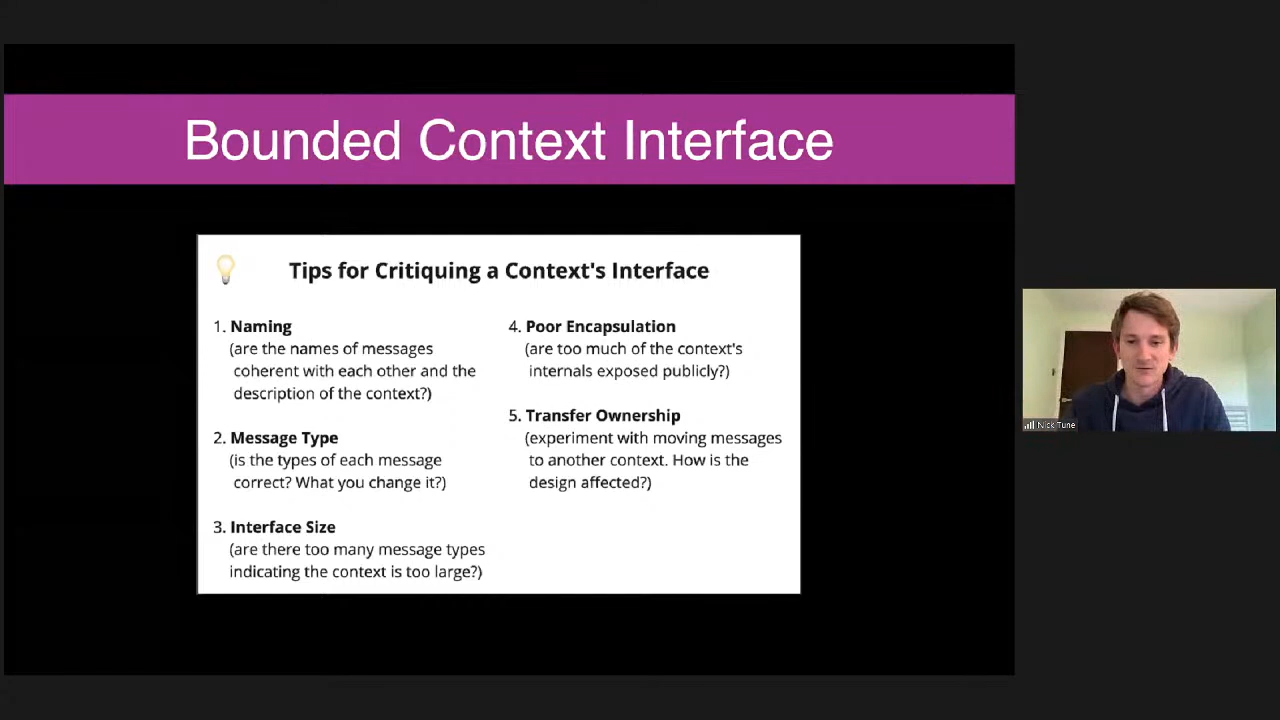 Bounded Context Interface
Tips for Critiquing a Context's Interface
1. Naming
(are the names of messages
coherent with each other and the
description of the context?)
2. Message Type
(is the types of each message
correct? What you change it?)
3. Interface Size
(are there too many message types
indicating the context is too large?)
4. Poor Encapsulation
(are too much of the context's
internals exposed publicly?)
5. Transfer Ownership
(experiment with moving messages
to another context. How is the
design affected?)
Nick Tune